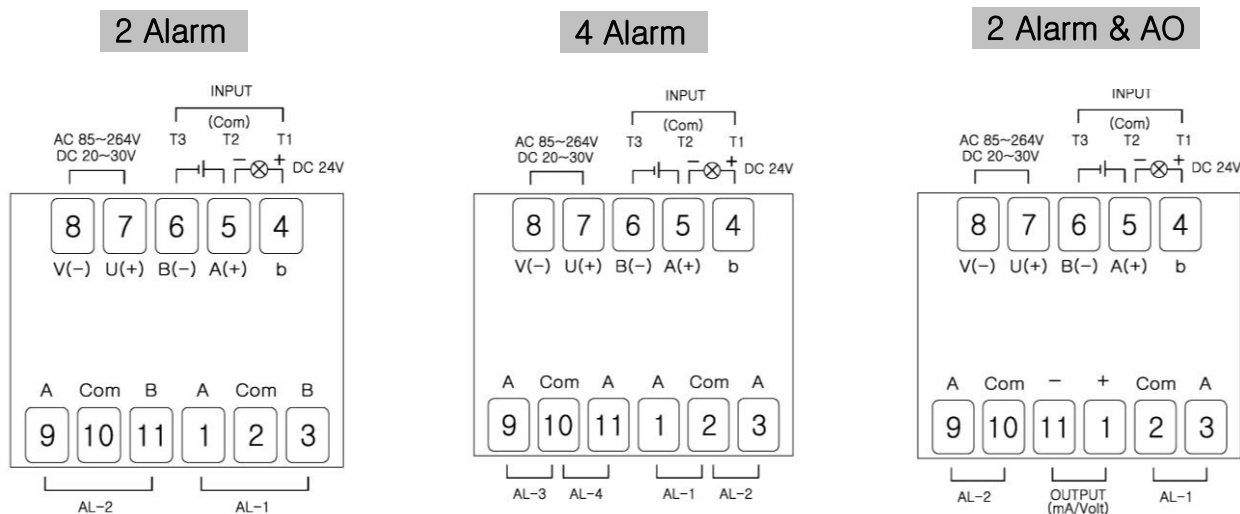 2 Alarm
INPUT
(Com)
AC 85~264V T3 T2 T1
DC 20~30V − + DC 24V
8 7 6 5 4
V(−) U(+) B(−) A(+) b
A Com B A Com B
9 10 11 1 2 3
AL-2 AL-1
4 Alarm
INPUT
(Com)
AC 85~264V T3 T2 T1
DC 20~30V − + DC 24V
8 7 6 5 4
V(−) U(+) B(−) A(+) b
A Com A A Com A
9 10 11 1 2 3
AL-3 AL-4 AL-1 AL-2
2 Alarm & AO
INPUT
(Com)
AC 85~264V T3 T2 T1
DC 20~30V − + DC 24V
8 7 6 5 4
V(−) U(+) B(−) A(+) b
A Com − + Com A
9 10 11 1 2 3
AL-2 OUTPUT AL-1
(mA/Volt)